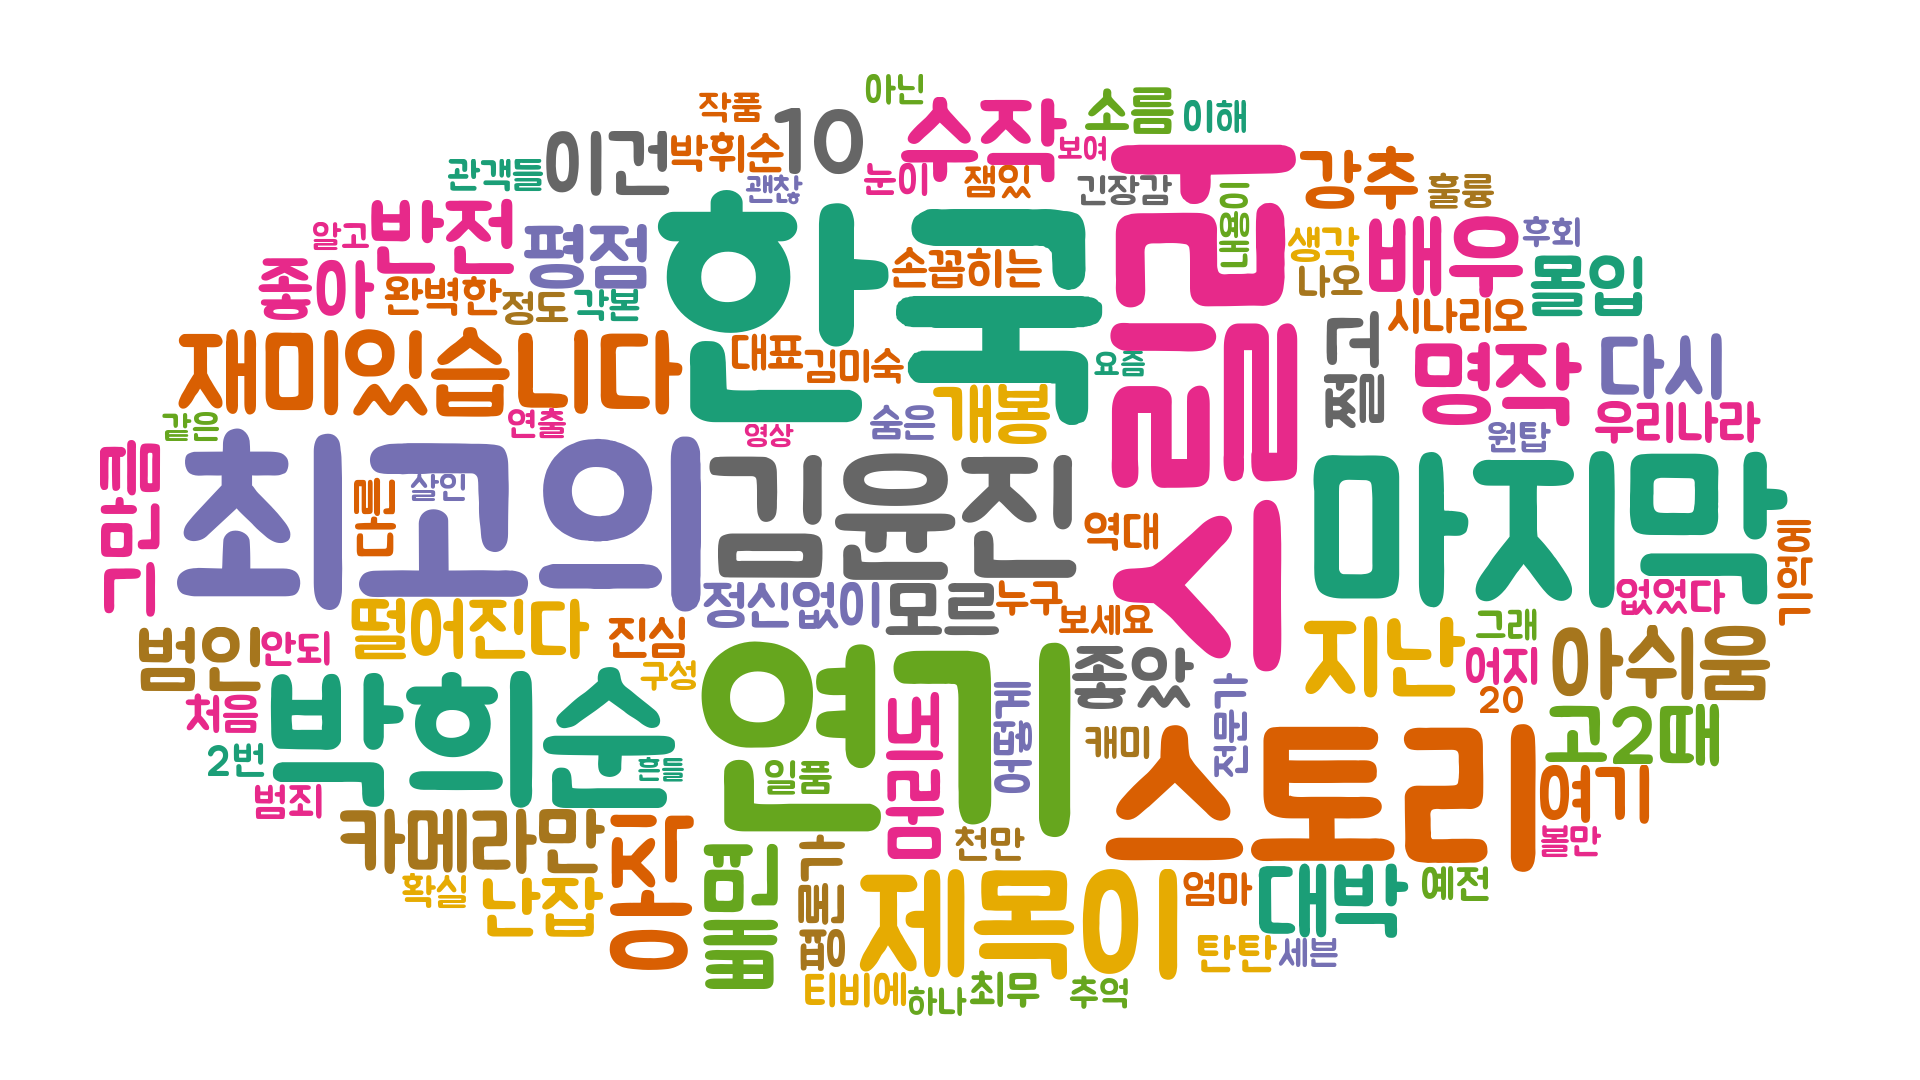 아닌
작품
10
수작
소름
이해
이건
박휘순
보여
관객들
괜찮
눈이
잼있
긴장감
강추
훌륭
스릴러
한국
알고
반전
평점
손꼽히는
생각
배우
후회
좋아
완벽한
정도
각본
나오
몰입
시나리오
재미있습니다
대표
김미숙
요즘
명작
다시
같은
연출
영상
숨은
개봉
원탑
우리나라
최고의
살인
김윤진
역대
마지막
정신없이
모르
누구
보세요
없었다
떨어진다
진심
그래
범인
안되
구성
좋았
지난
어지
아쉬움
처음
박희순
연기
20
고2때
2번
흔들
일품
캐미
스토리
여기
범죄
카메라만
천만
볼만
확실
난잡
제목이
엄마
대박
예전
탄탄
세븐
티비에
하나
최무
추억